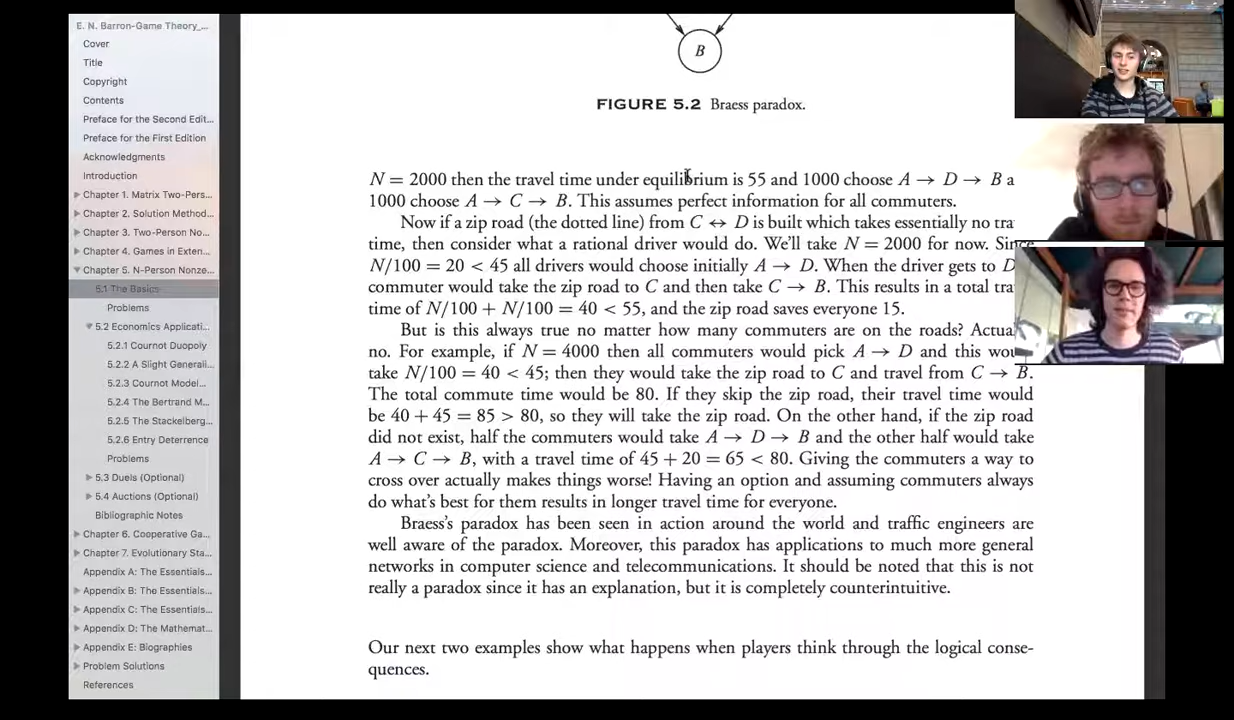 E. N. Barron-Game Theory_...
Cover
Title
Copyright
Contents
Preface for the Second Edit...
Preface for the First Edition
Acknowledgments
Introduction
Chapter 1. Matrix Two-Pers...
Chapter 2. Solution Method...
Chapter 3. Two-Person No...
Chapter 4. Games in Exten...
Chapter 5. N-Person Nonze...
5.1 The Basics
Problems
5.2 Economics Applicati...
5.2.1 Cournot Duopoly
5.2.2 A Slight Generali...
5.2.3 Cournot Model...
5.2.4 The Bertrand M...
5.2.5 The Stackelberg...
5.2.6 Entry Deterrence
Problems
5.3 Duels (Optional)
5.4 Auctions (Optional)
Bibliographic Notes
Chapter 6. Cooperative Ga...
Chapter 7. Evolutionary Sta...
Appendix A: The Essentials...
Appendix B: The Essentials...
Appendix C: The Essentials...
Appendix D: The Mathemat...
Appendix E: Biographies
Problem Solutions
References
B
FIGURE 5.2 Braess paradox.
N = 2000 then the travel time under equilibrium is 55 and 1000 choose A → D → B a
1000 choose A → C → B. This assumes perfect information for all commuters.
Now if a zip road (the dotted line) from C ↔ D is built which takes essentially no tra
time, then consider what a rational driver would do. We'll take N = 2000 for now. Since
N/100 = 20 < 45 all drivers would choose initially A → D. When the driver gets to D
commuter would take the zip road to C and then take C → B. This results in a total tra
time of N/100 + N/100 = 40 < 55, and the zip road saves everyone 15.
But is this always true no matter how many commuters are on the roads? Actua
no. For example, if N = 4000 then all commuters would pick A → D and this wou
take N/100 = 40 < 45; then they would take the zip road to C and travel from C → B.
The total commute time would be 80. If they skip the zip road, their travel time would
be 40 + 45 = 85 > 80, so they will take the zip road. On the other hand, if the zip road
did not exist, half the commuters would take A → D → B and the other half would take
A → C → B, with a travel time of 45 + 20 = 65 < 80. Giving the commuters a way to
cross over actually makes things worse! Having an option and assuming commuters always
do what's best for them results in longer travel time for everyone.
Braess's paradox has been seen in action around the world and traffic engineers are
well aware of the paradox. Moreover, this paradox has applications to much more general
networks in computer science and telecommunications. It should be noted that this is not
really a paradox since it has an explanation, but it is completely counterintuitive.
Our next two examples show what happens when players think through the logical conse-
quences.